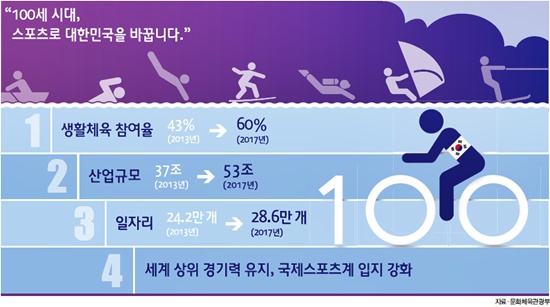 “100세 시대,
스포츠로 대한민국을 바꿉니다.”
1 생활체육 참여율 43% → 60%
(2013년) (2017년)
2 산업규모 37조 → 53조
(2013년) (2017년)
3 일자리 24.2만 개 → 28.6만 개
(2013년) (2017년)
4 세계 상위 경기력 유지, 국제스포츠계 입지 강화
100
자료·문화체육관광부